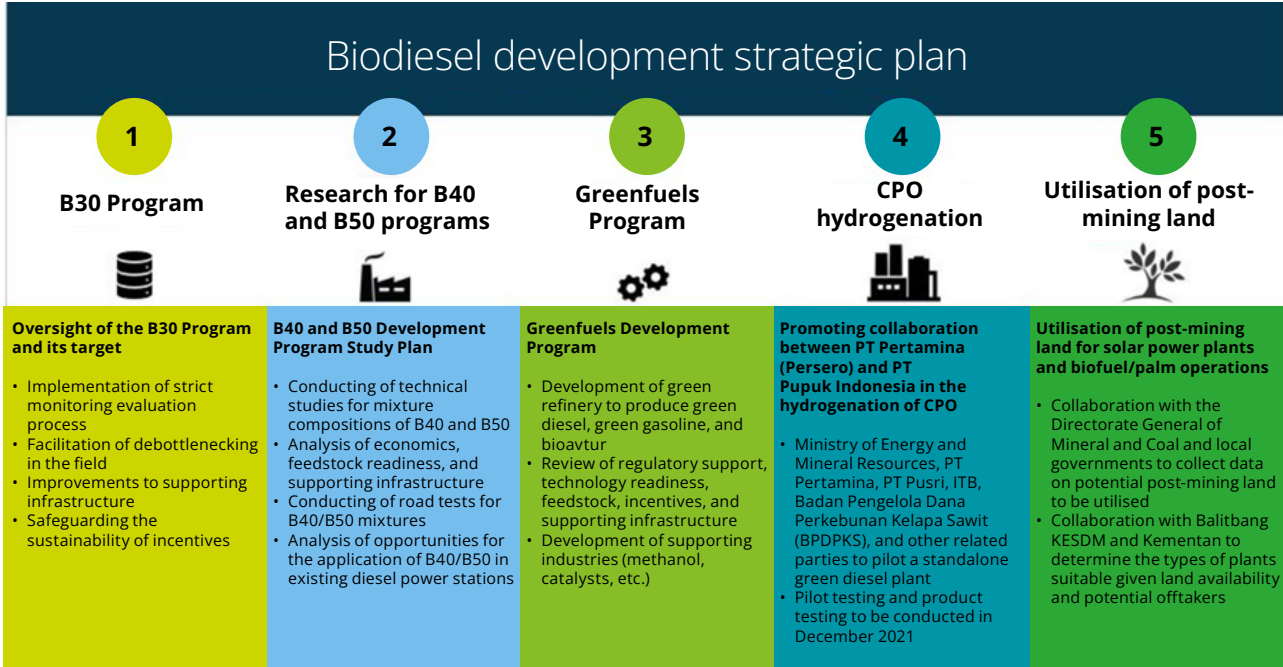 Biodiesel development strategic plan
1
B30 Program
Oversight of the B30 Program
and its target
• Implementation of strict
monitoring evaluation
process
• Facilitation of debottlenecking
in the field
• Improvements to supporting
infrastructure
• Safeguarding the
sustainability of incentives
2
Research for B40
and B50 programs
B40 and B50 Development
Program Study Plan
• Conducting of technical
studies for mixture
compositions of B40 and B50
• Analysis of economics,
feedstock readiness, and
supporting infrastructure
• Conducting of road tests for
B40/B50 mixtures
• Analysis of opportunities for
the application of B40/B50 in
existing diesel power stations
3
Greenfuels
Program
Greenfuels Development
Program
• Development of green
refinery to produce green
diesel, green gasoline, and
bioavtur
• Review of regulatory support,
technology readiness,
feedstock, incentives, and
supporting infrastructure
• Development of supporting
industries (methanol,
catalysts, etc.)
4
CPO
hydrogenation
Promoting collaboration
between PT Pertamina
(Persero) and PT
Pupuk Indonesia in the
hydrogenation of CPO
• Ministry of Energy and
Mineral Resources, PT
Pertamina, PT Pusri, ITB,
Badan Pengelola Dana
Perkebunan Kelapa Sawit
(BPDPKS), and other related
parties to pilot a standalone
green diesel plant
• Pilot testing and product
testing to be conducted in
December 2021
5
Utilisation of post-
mining land
Utilisation of post-mining
land for solar power plants
and biofuel/palm operations
• Collaboration with the
Directorate General of
Mineral and Coal and local
governments to collect data
on potential post-mining land
to be utilised
• Collaboration with Balitbang
KESDM and Kementan to
determine the types of plants
suitable given land availability
and potential offtakers